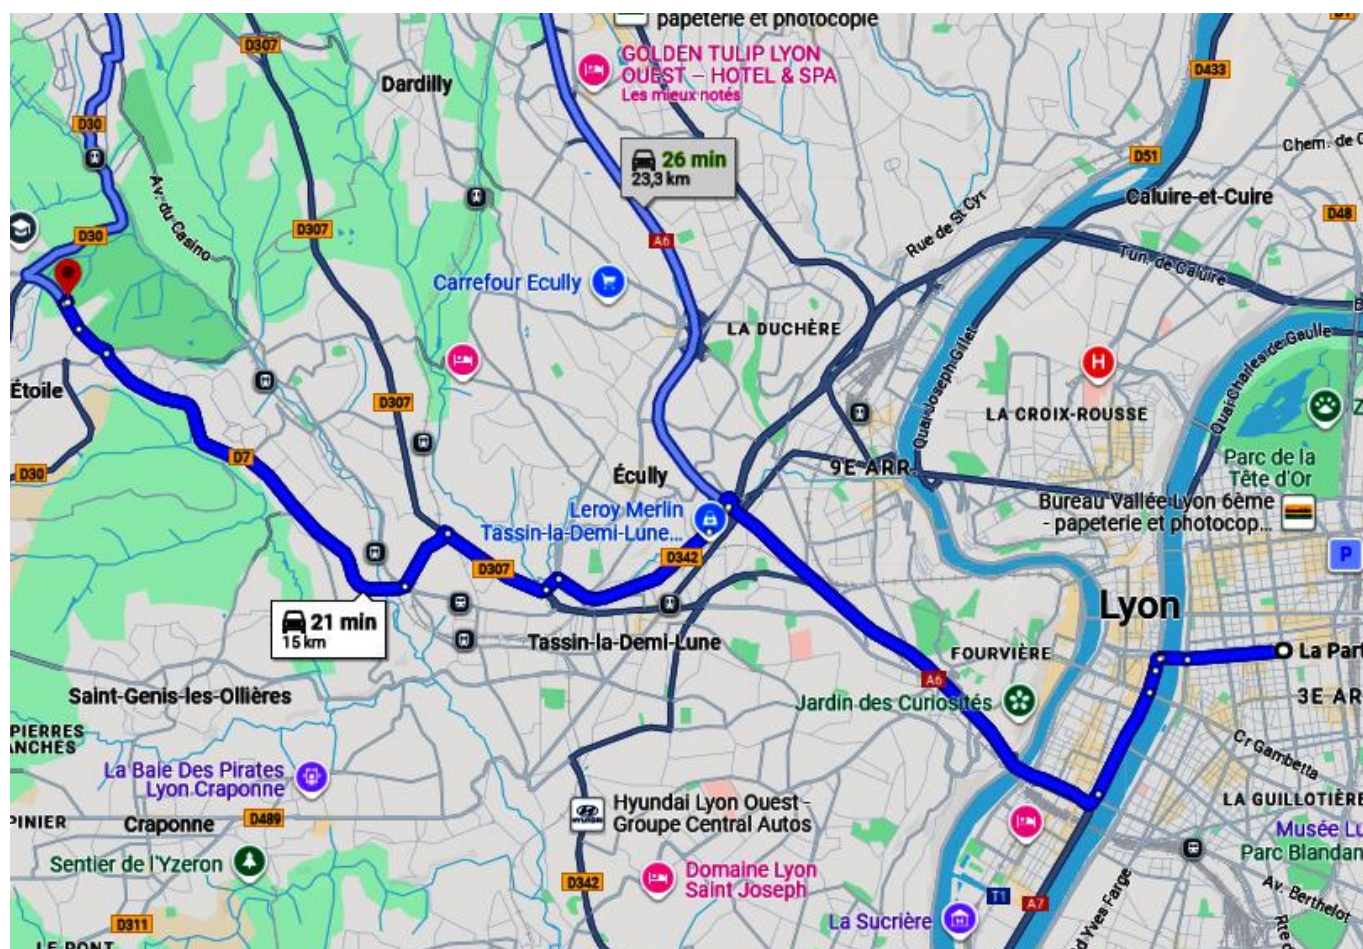 papeterie et photocopie
D1
D307
GOLDEN TULIP LYON
OUEST – HOTEL & SPA
Les mieux notés
D433
Dardilly
D30
Chem. de C
26 min
23,3 km
D51
Av. du Casino
Caluire-et-Cuire
D48
D30
D307
Rue de St Cyr
A6
Tun. de Caluire
Carrefour Ecully
LA DUCHÈRE
Quai Joseph Gillet
Quai Charles de Gaulle
H
Étoile
D307
LA CROIX-ROUSSE
Z
D7
D30
Écully
9E ARR.
Parc de la
Tête d'Or
Leroy Merlin
Tassin-la-Demi-Lune...
Bureau Vallée Lyon 6ème
- papeterie et photocop...
D342
D307
P
Lyon
21 min
15 km
Tassin-la-Demi-Lune
FOURVIÈRE
La Part
A6
Saint-Genis-les-Ollières
Jardin des Curiosités
3E AR
PIERRES
ANCHES
Cr Gambetta
La Baie Des Pirates
Lyon Craponne
Hyundai Lyon Ouest -
Groupe Central Autos
HYUNDAI
LA GUILLOTIÈRE
PINIER
Craponne
D489
Musée Lu
Parc Blandan
Sentier de l'Yzeron
Domaine Lyon
Saint Joseph
D342
Av. Berthelot
T1
A7
d Yves Farge
Rte
D311
La Sucrière
LE PONT